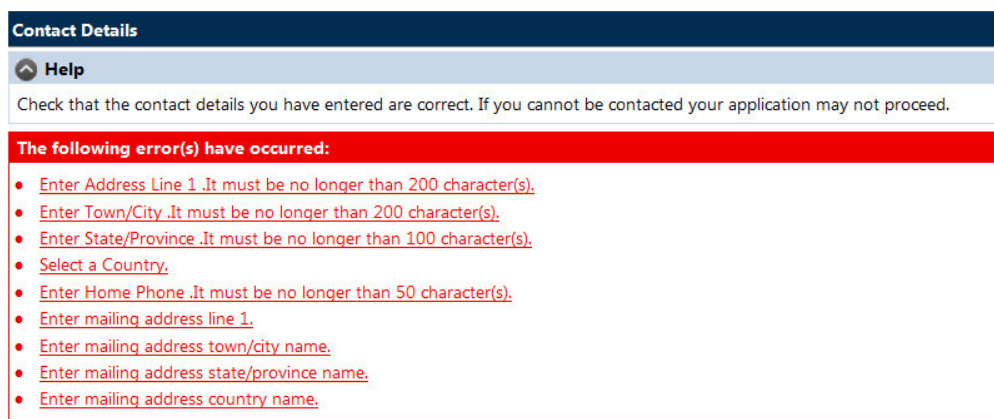 Contact Details
Help
Check that the contact details you have entered are correct. If you cannot be contacted your application may not proceed.
The following error(s) have occurred:
Enter Address Line 1 .It must be no longer than 200 character(s).
Enter Town/City .It must be no longer than 200 character(s).
Enter State/Province .It must be no longer than 100 character(s).
Select a Country.
Enter Home Phone .It must be no longer than 50 character(s).
Enter mailing address line 1.
Enter mailing address town/city name.
Enter mailing address state/province name.
Enter mailing address country name.